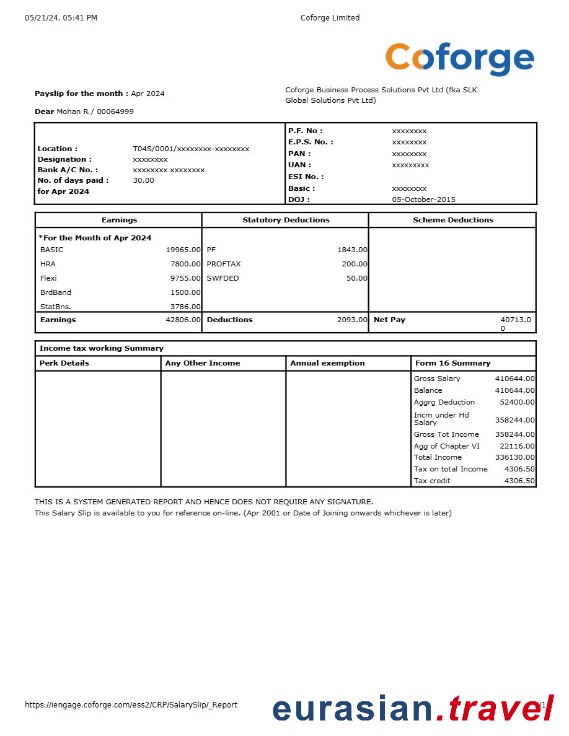 05/21/24, 05:41 PM Coforge Limited
Coforge
Payslip for the month : Apr 2024
Coforge Business Process Solutions Pvt Ltd (fka SLK
Global Solutions Pvt Ltd)
Dear Mohan R / 00064999
Location : T045/0001/xxxxxxxx-xxxxxxxx
Designation : xxxxxxxx
Bank A/C No. : xxxxxxxx xxxxxxxx
No. of days paid : 30.00
for Apr 2024
P.F. No : xxxxxxxx
E.P.S. No. : xxxxxxxx
PAN : xxxxxxxx
UAN : xxxxxxxxx
ESI No. :
Basic : xxxxxxxx
DOJ : 05-October-2015
Earnings Statutory Deductions Scheme Deductions
*For the Month of Apr 2024
BASIC 19965.00 PF 1843.00
HRA 7800.00 PROFTAX 200.00
Flexi 9755.00 SWFDED 50.00
BrdBand 1500.00
StatBns. 3786.00
Earnings 42806.00 Deductions 2093.00 Net Pay 40713.0
0
Income tax working Summary
Perk Details Any Other Income Annual exemption Form 16 Summary
Gross Salary 410644.00
Balance 410644.00
Aggrg Deduction 52400.00
Incm under Hd
Salary 358244.00
Gross Tot Income 358244.00
Agg of Chapter VI 22116.00
Total Income 336130.00
Tax on total Income 4306.50
Tax credit 4306.50
THIS IS A SYSTEM GENERATED REPORT AND HENCE DOES NOT REQUIRE ANY SIGNATURE.
This Salary Slip is available to you for reference on-line. (Apr 2001 or Date of Joining onwards whichever is later)
https://iengage.coforge.com/ess2/CRP/SalarySlip/_Report
eurasian.travel